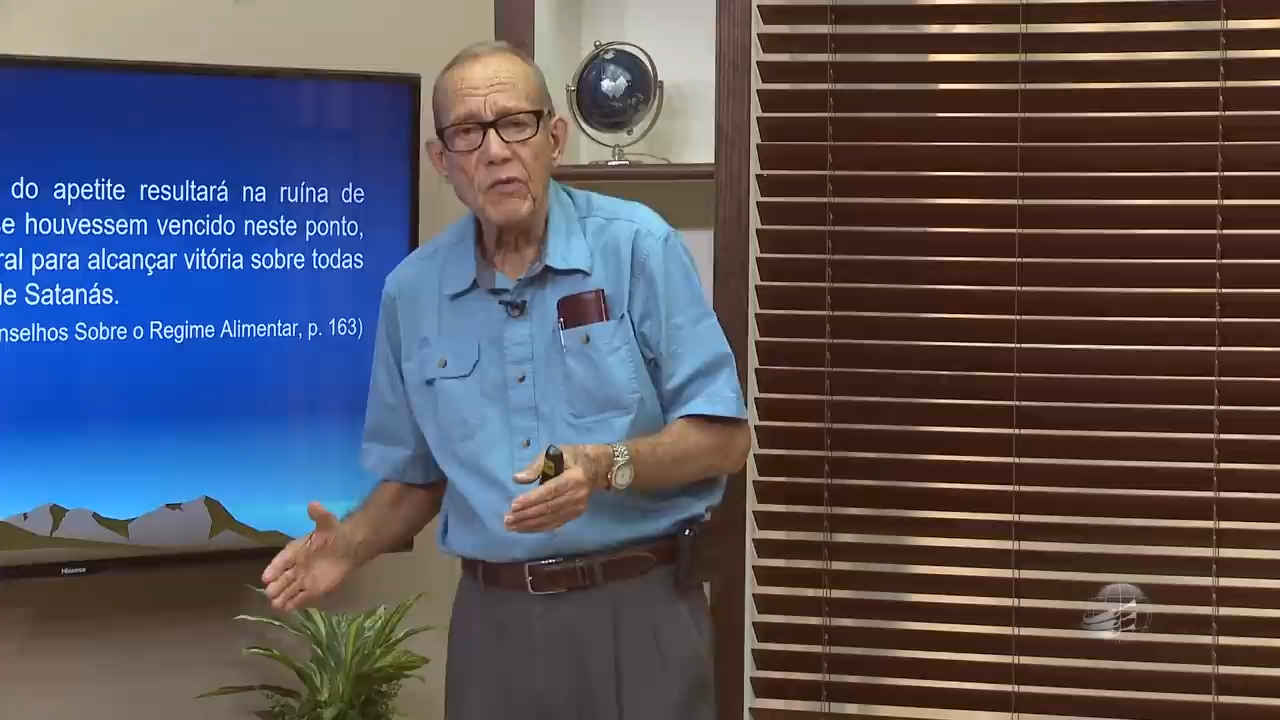 do apetite resultará na ruína de
se houvessem vencido neste ponto,
ral para alcançar vitória sobre todas
de Satanás.
nselhos Sobre o Regime Alimentar, p. 163)
Hisense